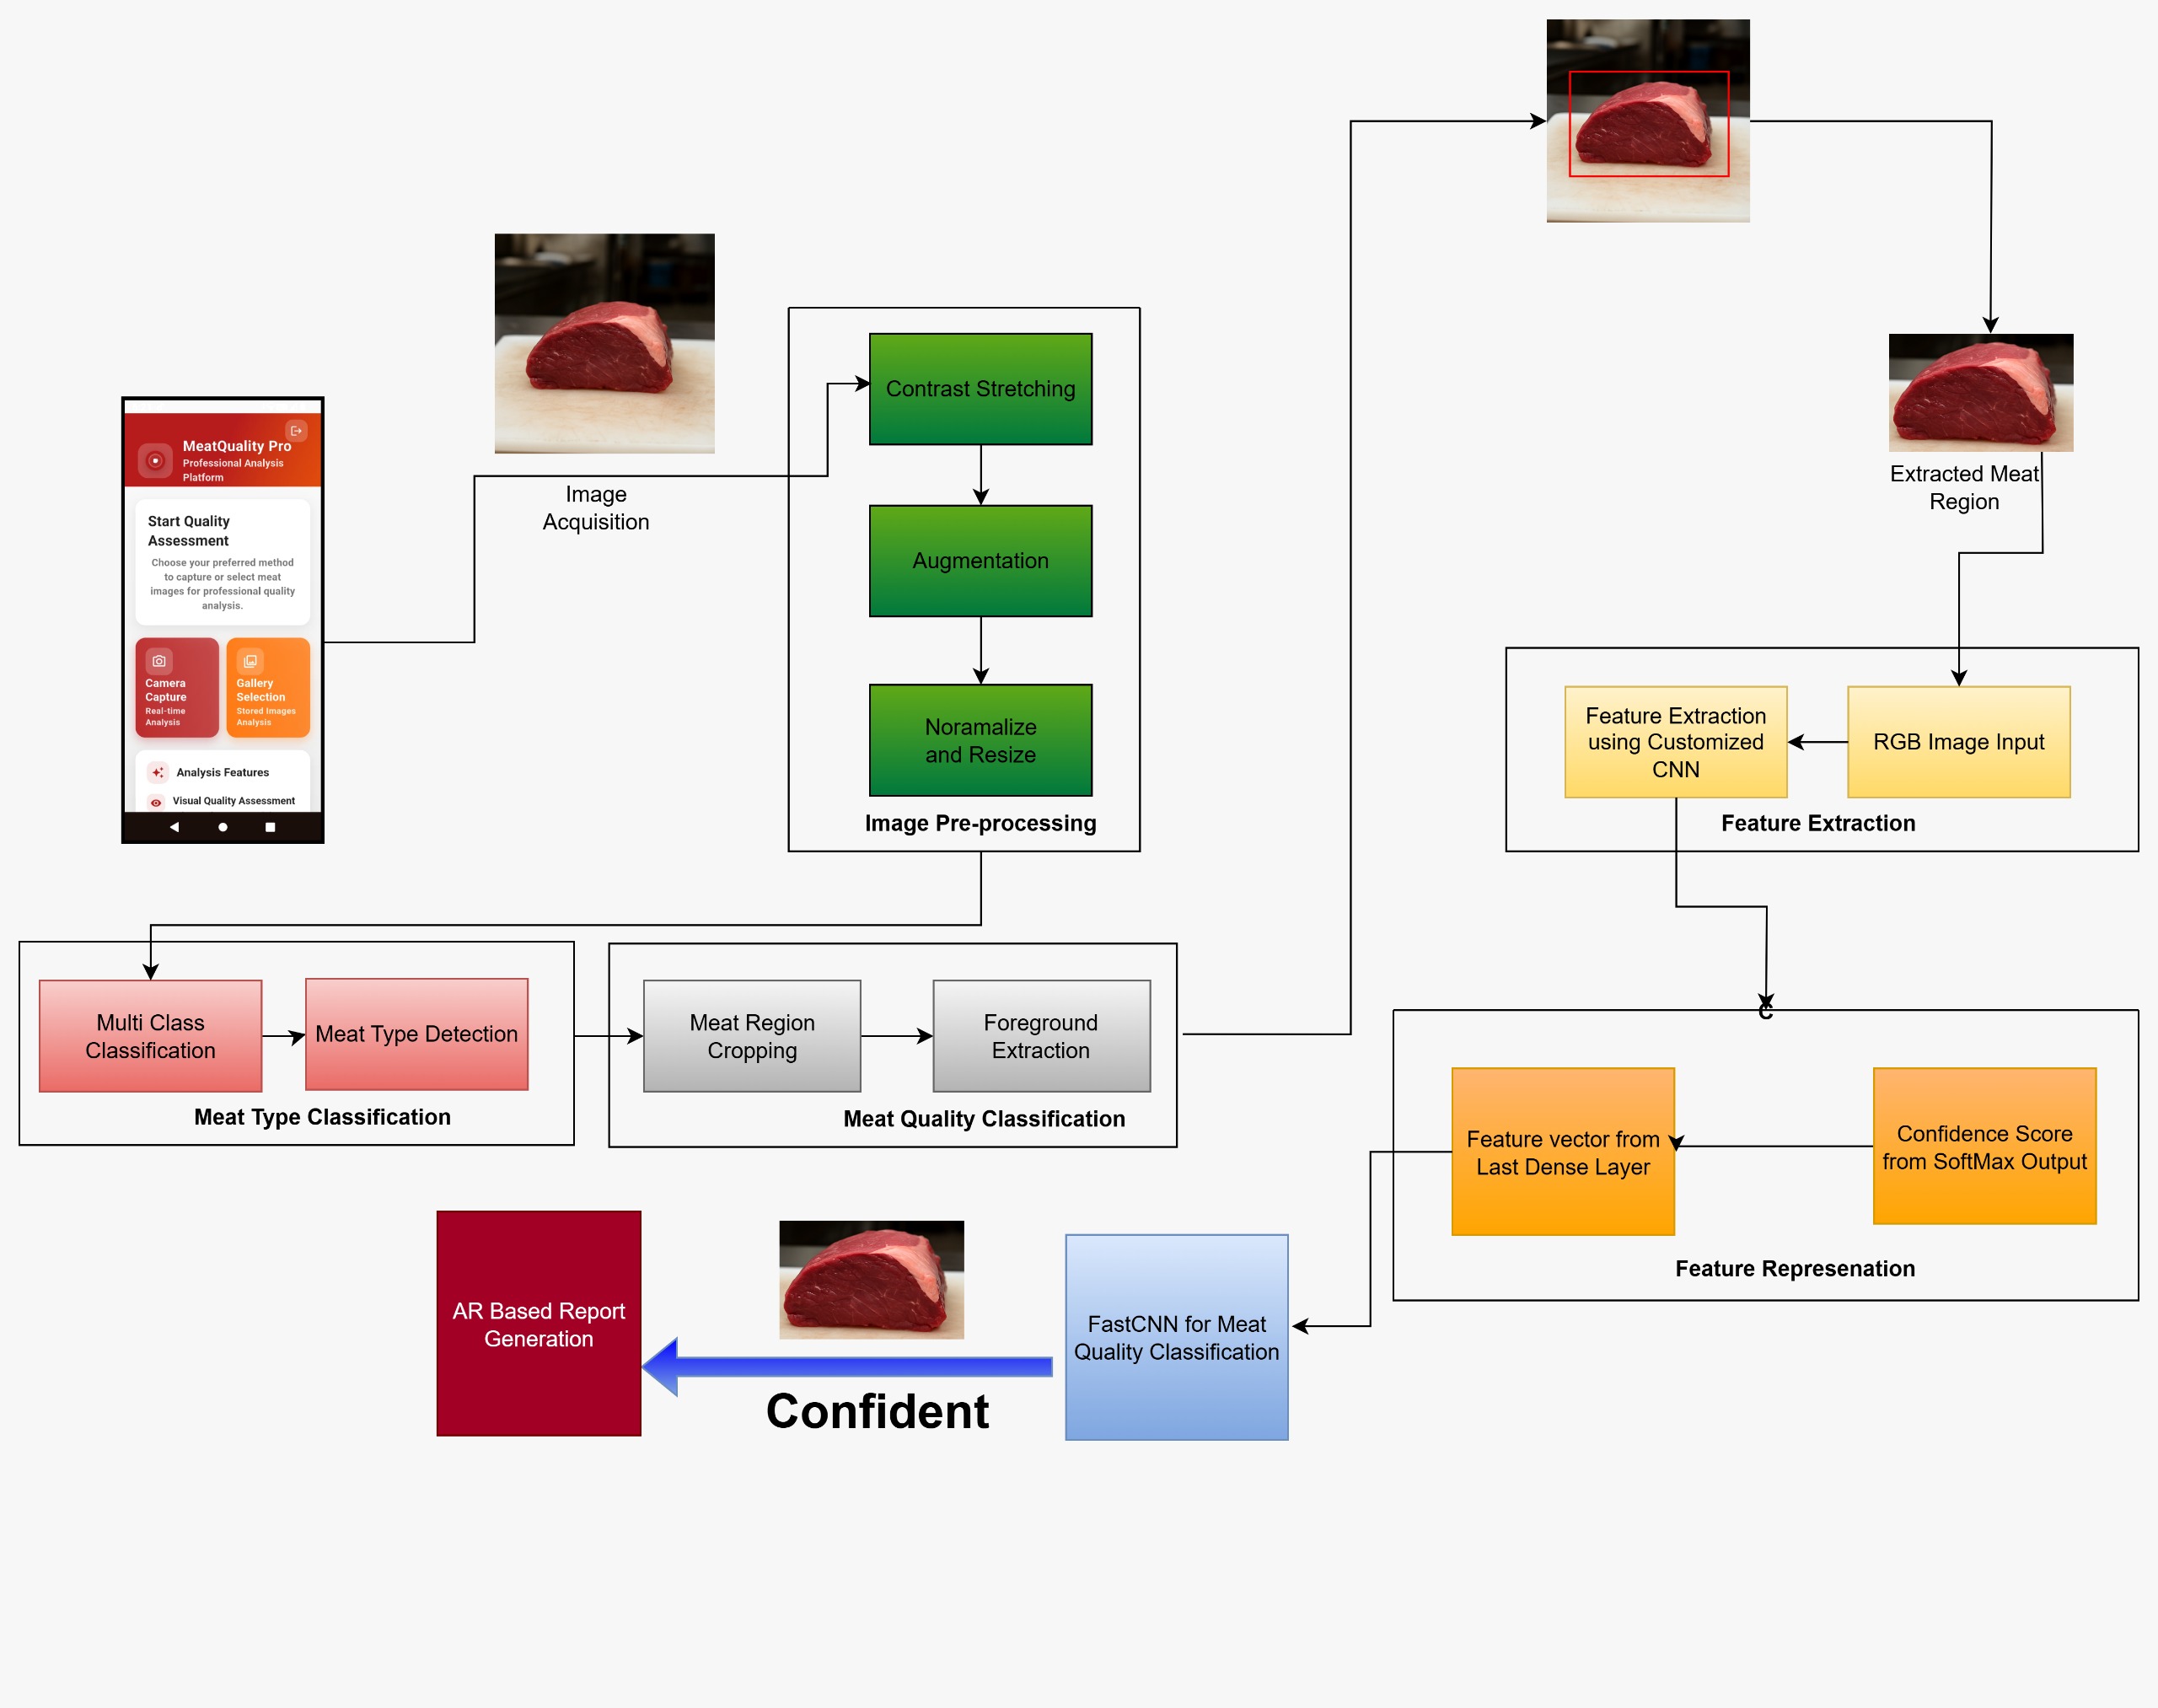 MeatQuality Pro
Professional Analysis
Platform
Start Quality
Assessment
Choose your preferred method
to capture or select meat
images for professional quality
analysis.
Camera
Capture
Real-time
Analysis
Gallery
Selection
Stored Images
Analysis
Analysis Features
Visual Quality Assessment
Image
Acquisition
Contrast Stretching
Augmentation
Noramalize
and Resize
Image Pre-processing
Multi Class
Classification
Meat Type Detection
Meat Type Classification
Meat Region
Cropping
Foreground
Extraction
Meat Quality Classification
Extracted Meat
Region
RGB Image Input
Feature Extraction
using Customized
CNN
Feature Extraction
C
Confidence Score
from SoftMax Output
Feature vector from
Last Dense Layer
Feature Represenation
FastCNN for Meat
Quality Classification
Confident
AR Based Report
Generation